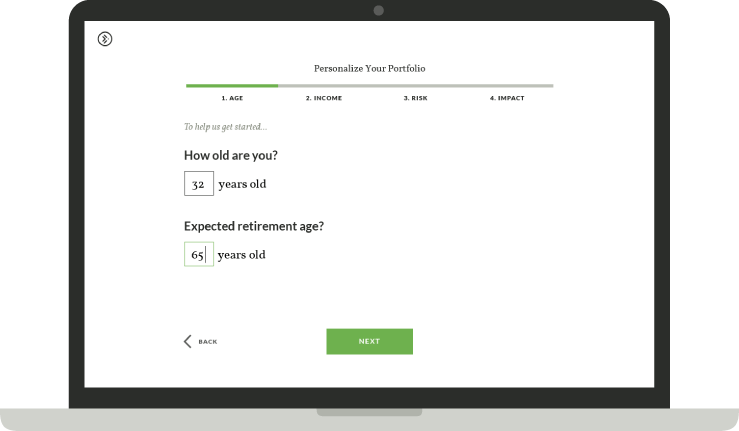 Personalize Your Portfolio
1. AGE 2. INCOME 3. RISK 4. IMPACT
To help us get started...
How old are you?
32 years old
Expected retirement age?
65 years old
BACK NEXT